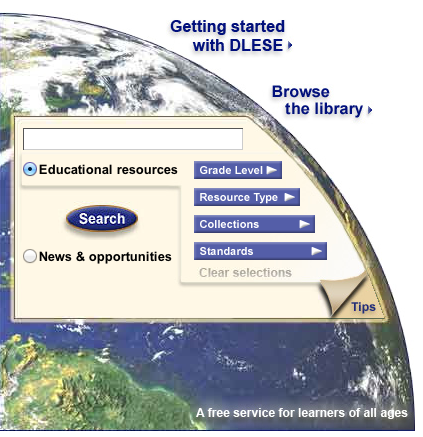 Getting started
with DLESE
Browse
the library
Educational resources
Grade Level
Resource Type
Search
Collections
News & opportunities
Standards
Clear selections
Tips
A free service for learners of all ages